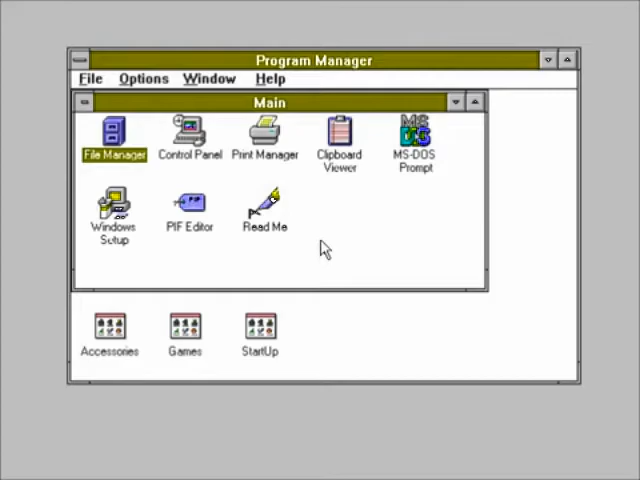 Program Manager
File Options Window Help
Main
File Manager Control Panel Print Manager Clipboard Viewer MS-DOS Prompt
Windows Setup PIF Editor Read Me
Accessories Games StartUp